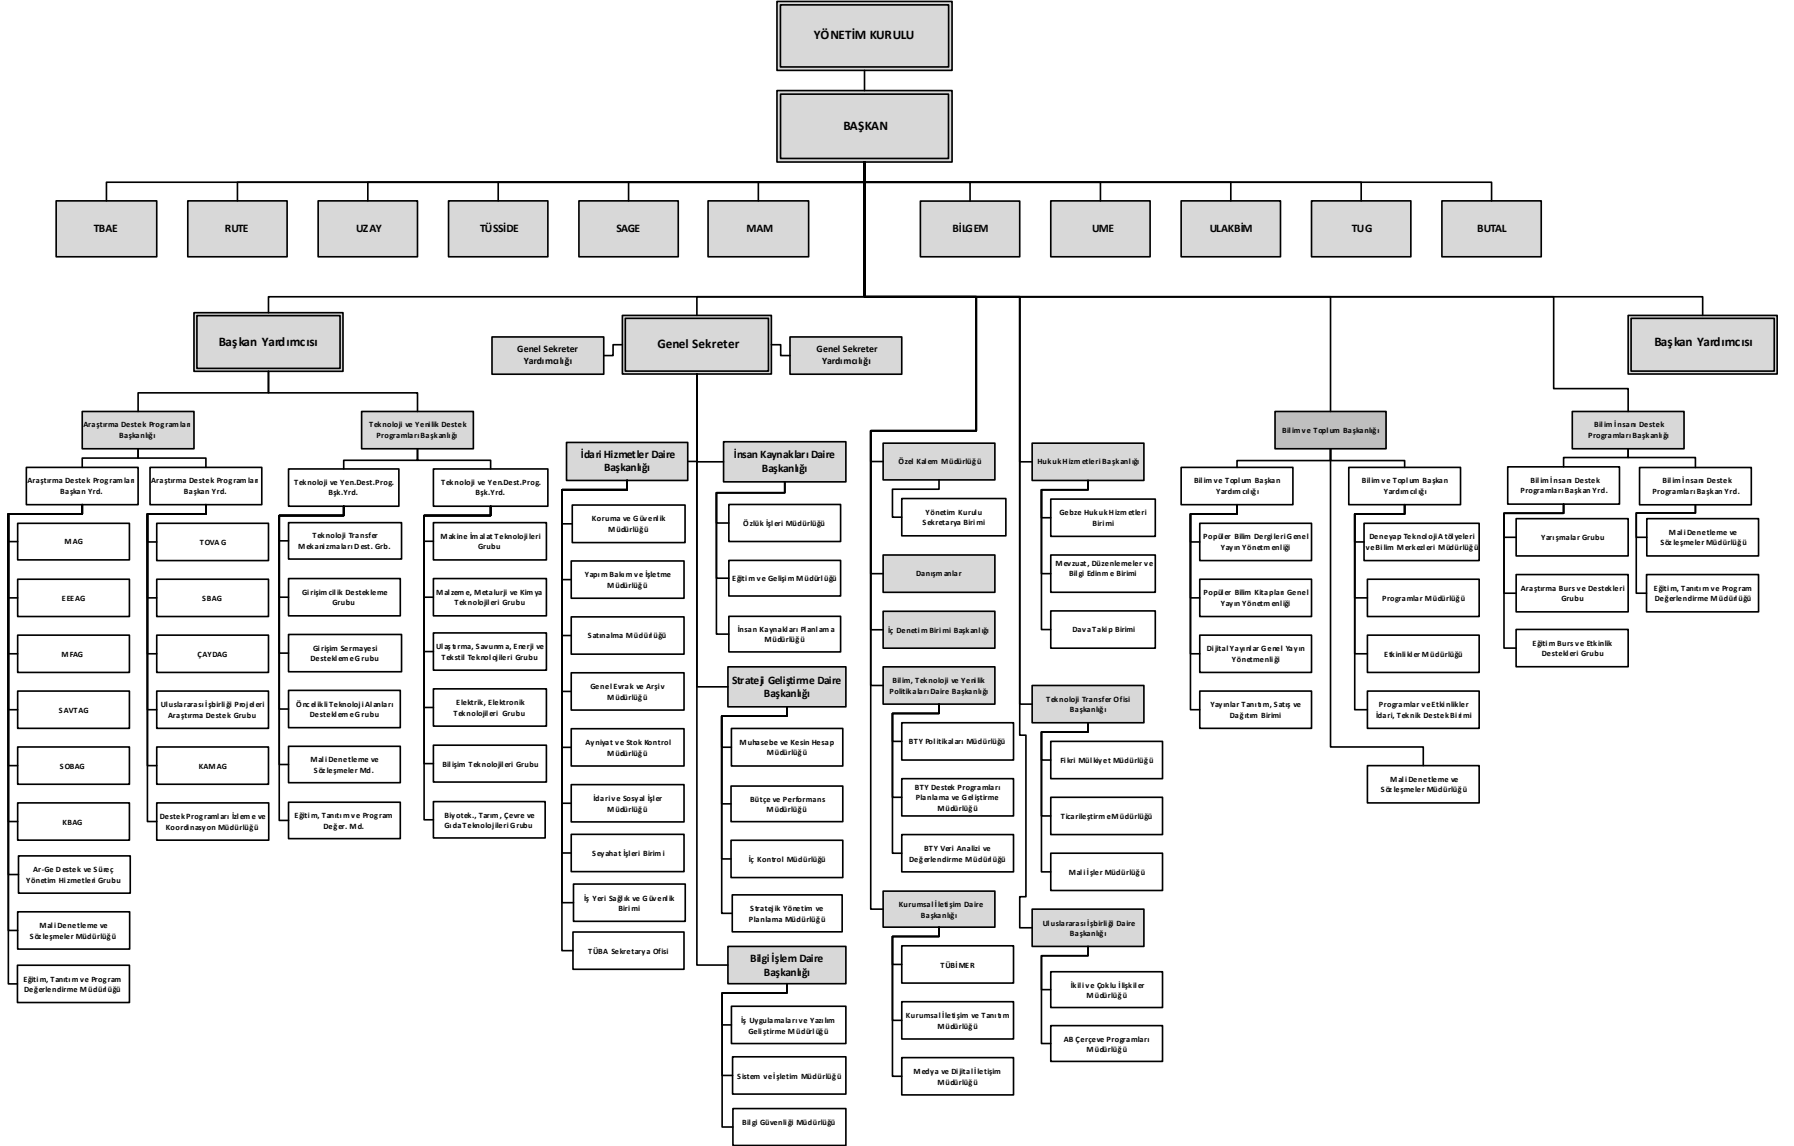 YÖNETİM KURULU
BAŞKAN
TBAE
RUTE
UZAY
TÜSSİDE
SAGE
MAM
BİLGEM
UME
ULAKBİM
TUG
BUTAL
Başkan Yardımcısı
Genel Sekreter
Yardımcılığı
Genel Sekreter
Genel Sekreter
Yardımcılığı
Başkan Yardımcısı
Araştırma Destek Programları
Başkanlığı
Araştırma Destek Programları
Başkan Yrd.
MAG
EEEAG
MFAG
SAVTAG
SOBAG
KBAG
Ar-Ge Destek ve Süreç
Yönetim Hizmetleri Grubu
Mali Denetleme ve
Sözleşmeler Müdürlüğü
Eğitim, Tanıtım ve Program
Değerlendirme Müdürlüğü
Araştırma Destek Programları
Başkan Yrd.
TOVAG
SBAG
ÇAYDAG
Uluslararası İşbirliği Projeleri
Araştırma Destek Grubu
KAMAG
Destek Programları İzleme ve
Koordinasyon Müdürlüğü
Teknoloji ve Yenilik Destek
Programları Başkanlığı
Teknoloji ve Yen.Dest.Prog.
Bşk.Yrd.
Teknoloji Transfer
Mekanizmaları Dest. Grb.
Girişimcilik Destekleme
Grubu
Girişim Sermayesi
Destekleme Grubu
Öncelikli Teknoloji Alanları
Destekleme Grubu
Mali Denetleme ve
Sözleşmeler Md.
Eğitim, Tanıtım ve Program
Değer. Md.
Teknoloji ve Yen.Dest.Prog.
Bşk.Yrd.
Makine İmalat Teknolojileri
Grubu
Malzeme, Metalurji ve Kimya
Teknolojileri Grubu
Ulaştırma, Savunma, Enerji ve
Tekstil Teknolojileri Grubu
Elektrik, Elektronik
Teknolojileri Grubu
Bilişim Teknolojileri Grubu
Biyotek., Tarım, Çevre ve
Gıda Teknolojileri Grubu
İdari Hizmetler Daire
Başkanlığı
Koruma ve Güvenlik
Müdürlüğü
Yapım Bakım ve İşletme
Müdürlüğü
Satınalma Müdürlüğü
Genel Evrak ve Arşiv
Müdürlüğü
Ayniyat ve Stok Kontrol
Müdürlüğü
İdari ve Sosyal İşler
Müdürlüğü
Seyahat İşleri Birimi
İş Yeri Sağlık ve Güvenlik
Birimi
TÜBA Sekretarya Ofisi
İnsan Kaynakları Daire
Başkanlığı
Özlük İşleri Müdürlüğü
Eğitim ve Gelişim Müdürlüğü
İnsan Kaynakları Planlama
Müdürlüğü
Strateji Geliştirme Daire
Başkanlığı
Muhasebe ve Kesin Hesap
Müdürlüğü
Bütçe ve Performans
Müdürlüğü
İç Kontrol Müdürlüğü
Stratejik Yönetim ve
Planlama Müdürlüğü
Bilgi İşlem Daire
Başkanlığı
İş Uygulamaları ve Yazılım
Geliştirme Müdürlüğü
Sistem ve İşletim Müdürlüğü
Bilgi Güvenliği Müdürlüğü
Özel Kalem Müdürlüğü
Yönetim Kurulu
Sekretarya Birimi
Danışmanlar
İç Denetim Birimi Başkanlığı
Bilim, Teknoloji ve Yenilik
Politikaları Daire Başkanlığı
BTY Politikaları Müdürlüğü
BTY Destek Programları
Planlama ve Geliştirme
Müdürlüğü
BTY Veri Analizi ve
Değerlendirme Müdürlüğü
Kurumsal İletişim Daire
Başkanlığı
TÜBİMER
Kurumsal İletişim ve Tanıtım
Müdürlüğü
Medya ve Dijital İletişim
Müdürlüğü
Hukuk Hizmetleri Başkanlığı
Gebze Hukuk Hizmetleri
Birimi
Mevzuat, Düzenlemeler ve
Bilgi Edinme Birimi
Dava Takip Birimi
Teknoloji Transfer Ofisi
Başkanlığı
Fikri Mülkiyet Müdürlüğü
Ticarileştirme Müdürlüğü
Mali İşler Müdürlüğü
Uluslararası İşbirliği Daire
Başkanlığı
İkili ve Çoklu İlişkiler
Müdürlüğü
AB Çerçeve Programları
Müdürlüğü
Bilim ve Toplum Başkanlığı
Bilim ve Toplum Başkan
Yardımcılığı
Popüler Bilim Dergileri Genel
Yayın Yönetmenliği
Popüler Bilim Kitapları Genel
Yayın Yönetmenliği
Dijital Yayınlar Genel Yayın
Yönetmenliği
Yayınlar Tanıtım, Satış ve
Dağıtım Birimi
Bilim ve Toplum Başkan
Yardımcılığı
Deneyap Teknoloji Atölyeleri
ve Bilim Merkezleri Müdürlüğü
Programlar Müdürlüğü
Etkinlikler Müdürlüğü
Programlar ve Etkinlikler
İdari, Teknik Destek Birimi
Mali Denetleme ve
Sözleşmeler Müdürlüğü
Bilim İnsanı Destek
Programları Başkanlığı
Bilim İnsanı Destek
Programları Başkan Yrd.
Yarışmalar Grubu
Araştırma Burs ve Destekleri
Grubu
Eğitim Burs ve Etkinlik
Destekleri Grubu
Bilim İnsanı Destek
Programları Başkan Yrd.
Mali Denetleme ve
Sözleşmeler Müdürlüğü
Eğitim, Tanıtım ve Program
Değerlendirme Müdürlüğü